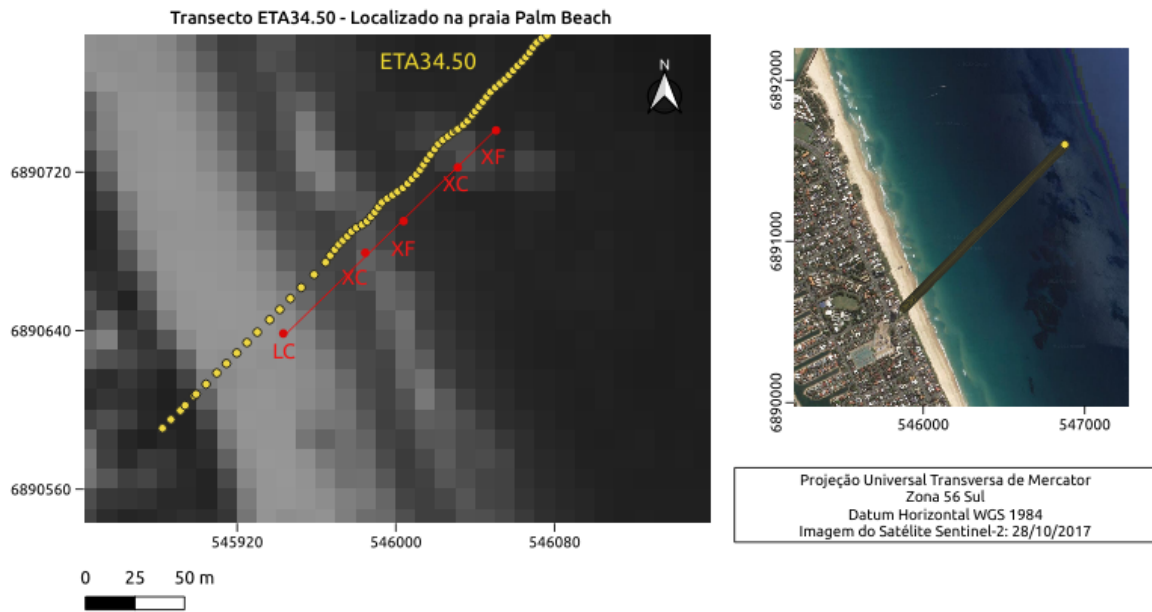 Transecto ETA34.50 - Localizado na praia Palm Beach
ETA34.50
N
XF
XC
XF
XC
LC
6890720
6890640
6890560
545920
546000
546080
0 25 50 m
6892000
6891000
6890000
546000
547000
Projeção Universal Transversa de Mercator
Zona 56 Sul
Datum Horizontal WGS 1984
Imagem do Satélite Sentinel-2: 28/10/2017